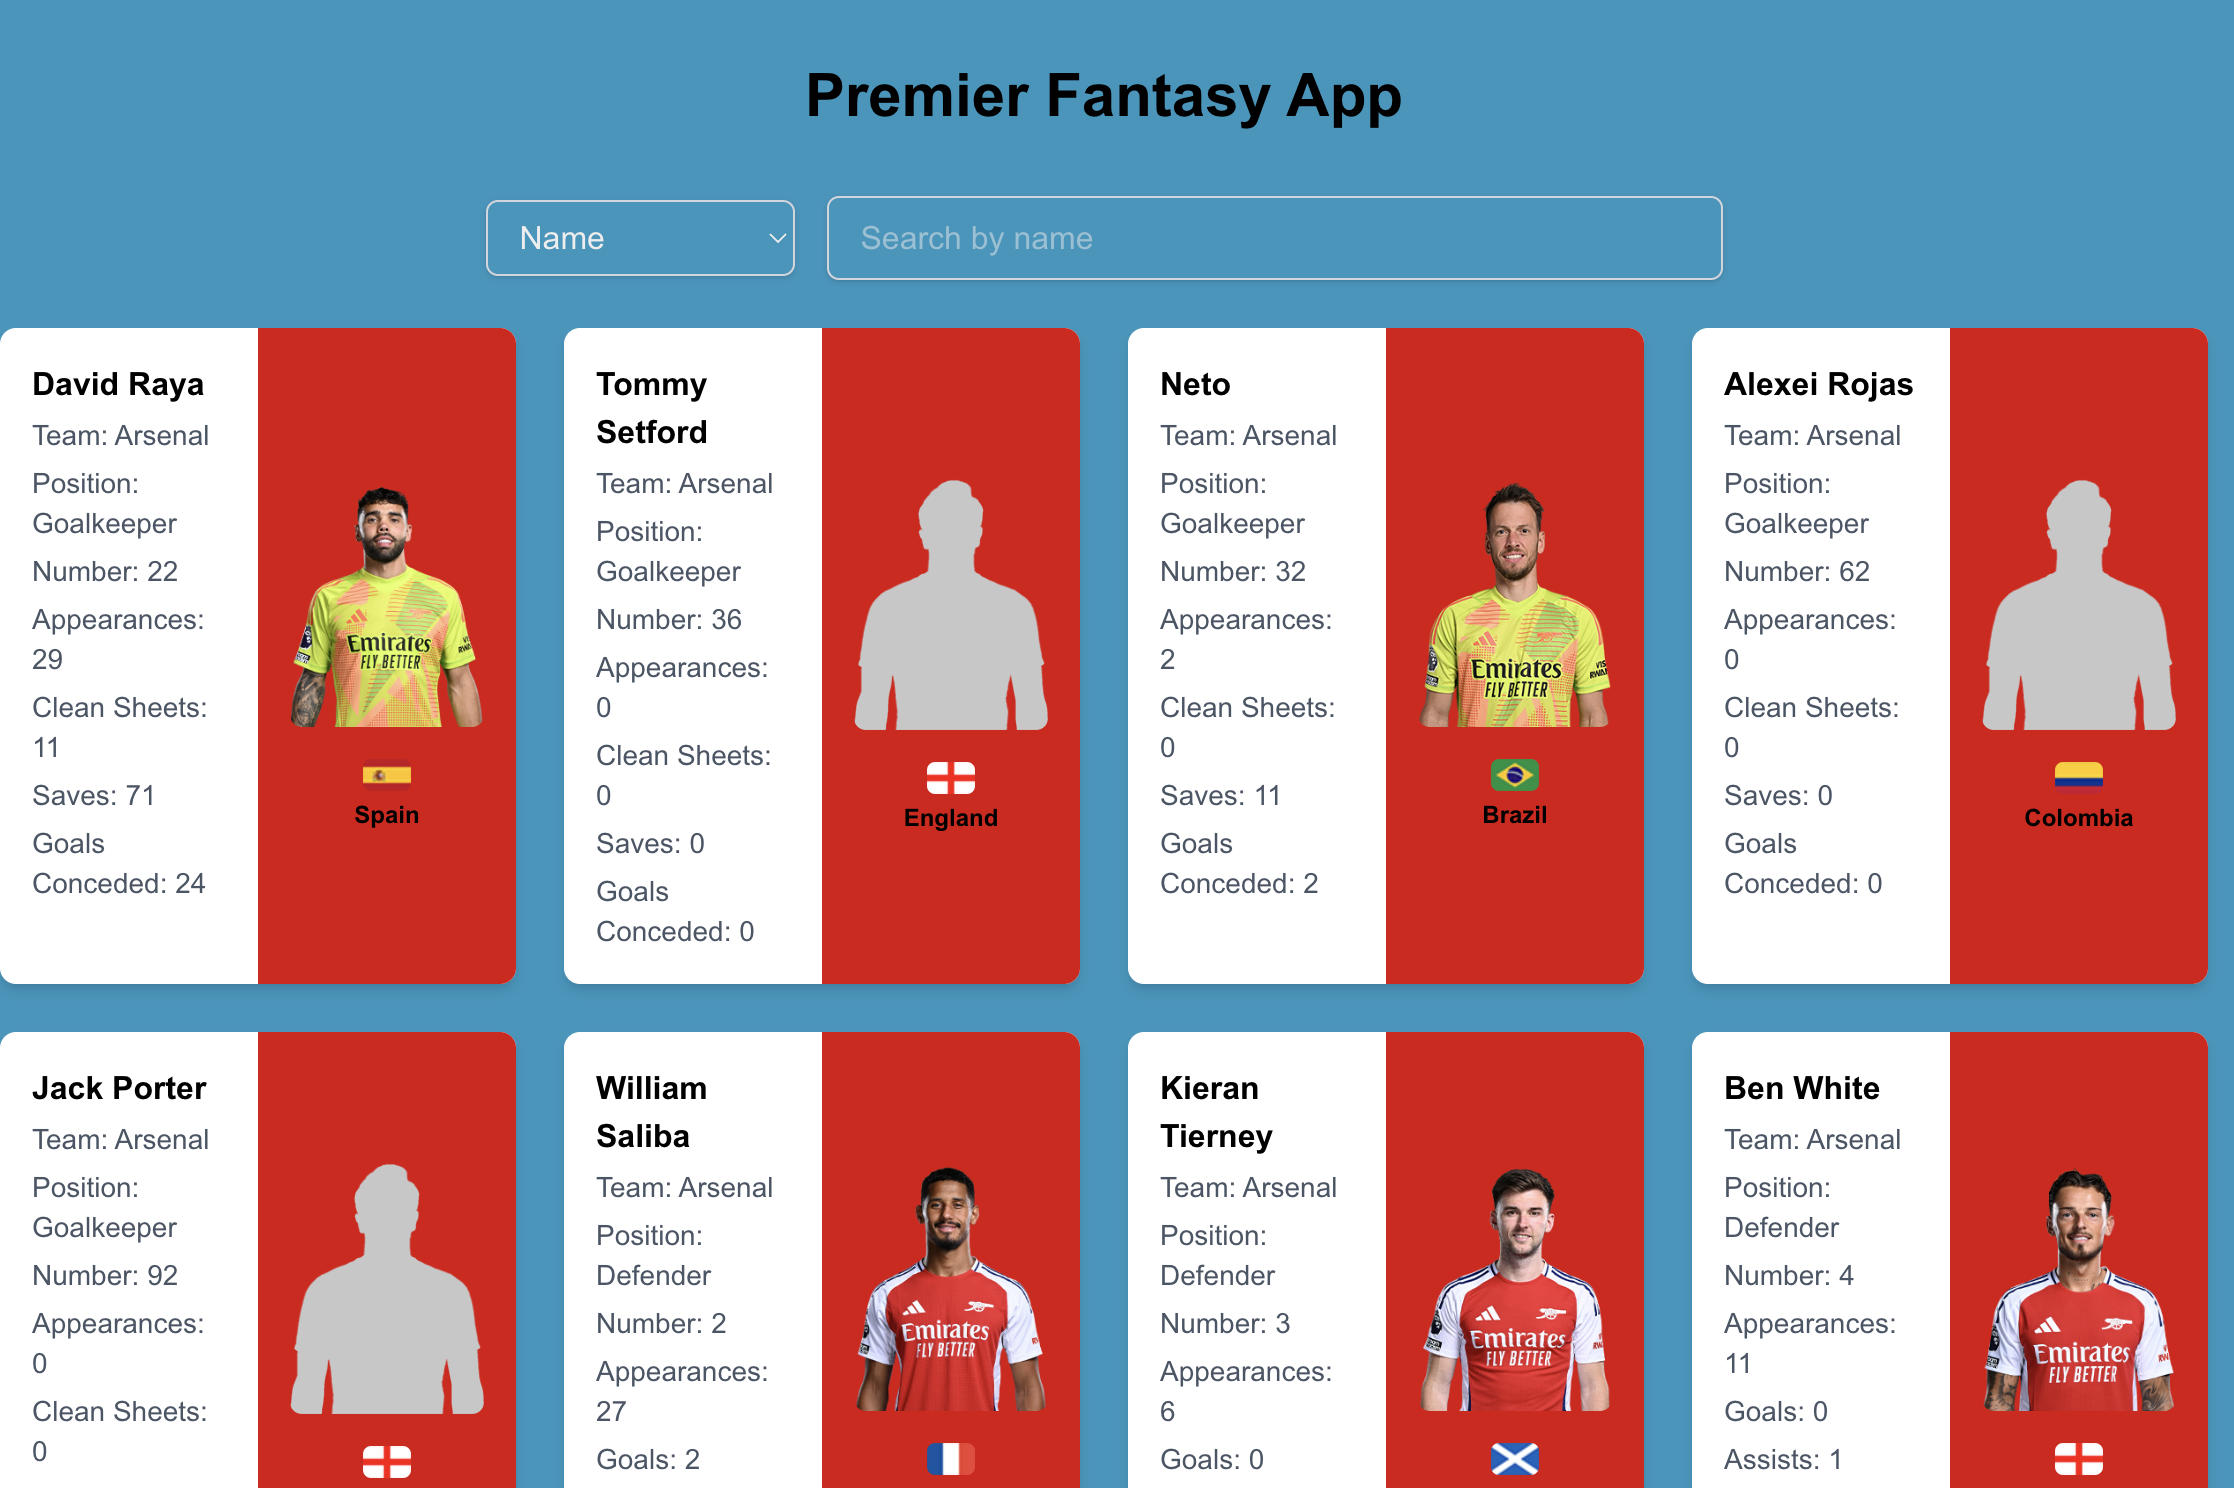 Premier Fantasy App
Name
Search by name
David Raya
Team: Arsenal
Position:
Goalkeeper
Number: 22
Appearances:
29
Clean Sheets:
11
Saves: 71
Goals
Conceded: 24
Emirates
FLY BETTER
Spain
Tommy
Setford
Team: Arsenal
Position:
Goalkeeper
Number: 36
Appearances:
0
Clean Sheets:
0
Saves: 0
Goals
Conceded: 0
England
Neto
Team: Arsenal
Position:
Goalkeeper
Number: 32
Appearances:
2
Clean Sheets:
0
Saves: 11
Goals
Conceded: 2
Emirates
FLY BETTER
Brazil
Alexei Rojas
Team: Arsenal
Position:
Goalkeeper
Number: 62
Appearances:
0
Clean Sheets:
0
Saves: 0
Goals
Conceded: 0
Colombia
Jack Porter
Team: Arsenal
Position:
Goalkeeper
Number: 92
Appearances:
0
Clean Sheets:
0
William
Saliba
Team: Arsenal
Position:
Defender
Number: 2
Appearances:
27
Goals: 2
Emirates
FLY BETTER
Kieran
Tierney
Team: Arsenal
Position:
Defender
Number: 3
Appearances:
6
Goals: 0
Emirates
FLY BETTER
Ben White
Team: Arsenal
Position:
Defender
Number: 4
Appearances:
11
Goals: 0
Assists: 1
Emirates
FLY BETTER